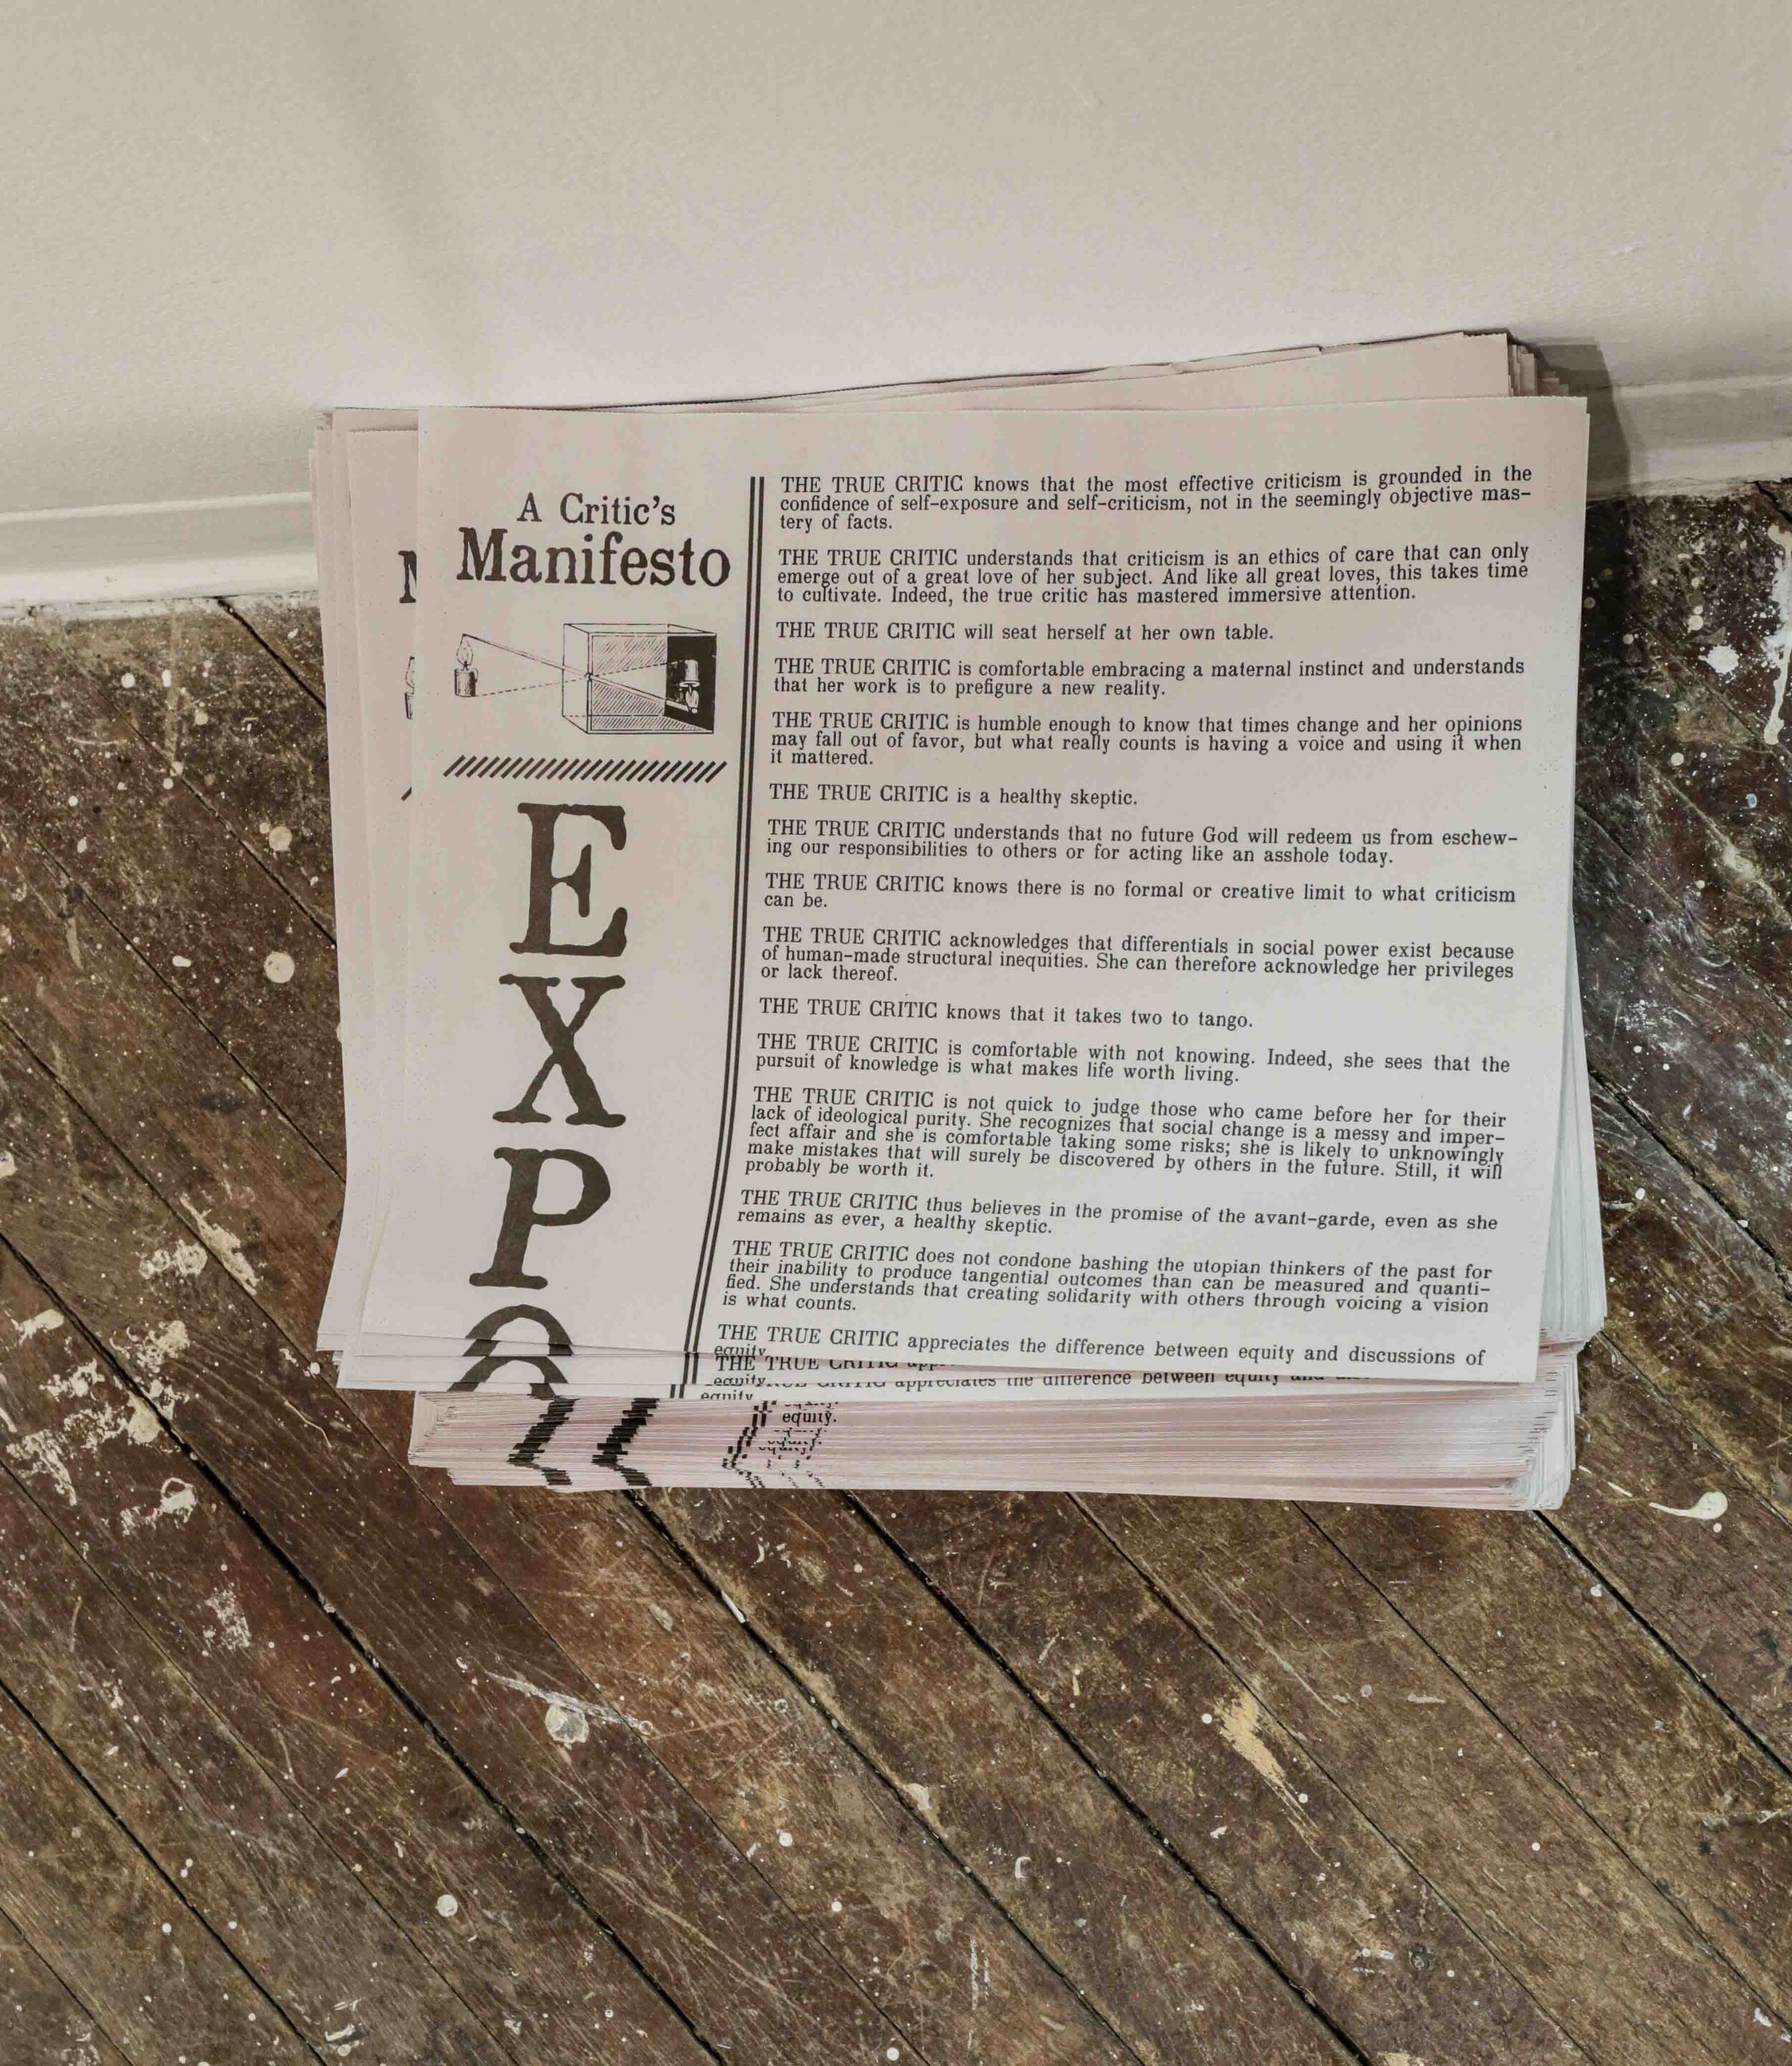 A Critic's
Manifesto
E
X
P
THE TRUE CRITIC knows that the most effective criticism is grounded in the
confidence of self-exposure and self-criticism, not in the seemingly objective mas-
tery of facts.
THE TRUE CRITIC understands that criticism is an ethics of care that can only
emerge out of a great love of her subject. And like all great loves, this takes time
to cultivate. Indeed, the true critic has mastered immersive attention.
THE TRUE CRITIC will seat herself at her own table.
THE TRUE CRITIC is comfortable embracing a maternal instinct and understands
that her work is to prefigure a new reality.
THE TRUE CRITIC is humble enough to know that times change and her opinions
may fall out of favor, but what really counts is having a voice and using it when
it mattered.
THE TRUE CRITIC is a healthy skeptic.
THE TRUE CRITIC understands that no future God will redeem us from eschew-
ing our responsibilities to others or for acting like an asshole today.
THE TRUE CRITIC knows there is no formal or creative limit to what criticism
can be.
THE TRUE CRITIC acknowledges that differentials in social power exist because
of human-made structural inequities. She can therefore acknowledge her privileges
or lack thereof.
THE TRUE CRITIC knows that it takes two to tango.
THE TRUE CRITIC is comfortable with not knowing. Indeed, she sees that the
pursuit of knowledge is what makes life worth living.
THE TRUE CRITIC is not quick to judge those who came before her for their
lack of ideological purity. She recognizes that social change is a messy and imper-
fect affair and she is comfortable taking some risks; she is likely to unknowingly
make mistakes that will surely be discovered by others in the future. Still, it will
probably be worth it.
THE TRUE CRITIC thus believes in the promise of the avant-garde, even as she
remains as ever, a healthy skeptic.
THE TRUE CRITIC does not condone bashing the utopian thinkers of the past for
their inability to produce tangential outcomes than can be measured and quanti-
fied. She understands that creating solidarity with others through voicing a vision
is what counts.
THE TRUE CRITIC appreciates the difference between equity and discussions of
equity
THE TRUE CRITIC
equity
appreciates the difference between equity
equity
equity.